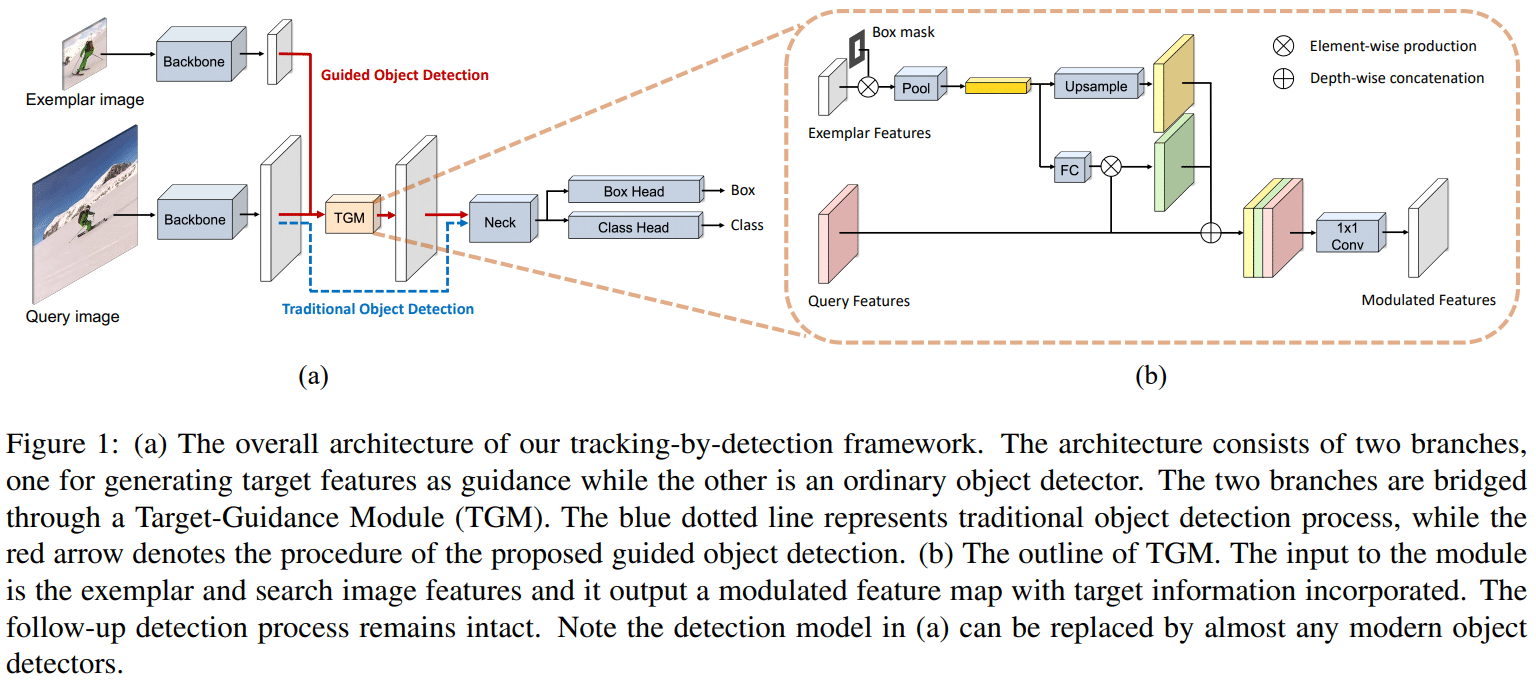 Exemplar image
Backbone
Guided Object Detection
Query image
Backbone
TGM
Neck
Box Head
Class Head
Box
Class
Traditional Object Detection
(a)
Box mask
Exemplar Features
Pool
Upsample
FC
Query Features
1x1
Conv
Modulated Features
Element-wise production
Depth-wise concatenation
(b)
Figure 1: (a) The overall architecture of our tracking-by-detection framework. The architecture consists of two branches,
one for generating target features as guidance while the other is an ordinary object detector. The two branches are bridged
through a Target-Guidance Module (TGM). The blue dotted line represents traditional object detection process, while the
red arrow denotes the procedure of the proposed guided object detection. (b) The outline of TGM. The input to the module
is the exemplar and search image features and it output a modulated feature map with target information incorporated. The
follow-up detection process remains intact. Note the detection model in (a) can be replaced by almost any modern object
detectors.